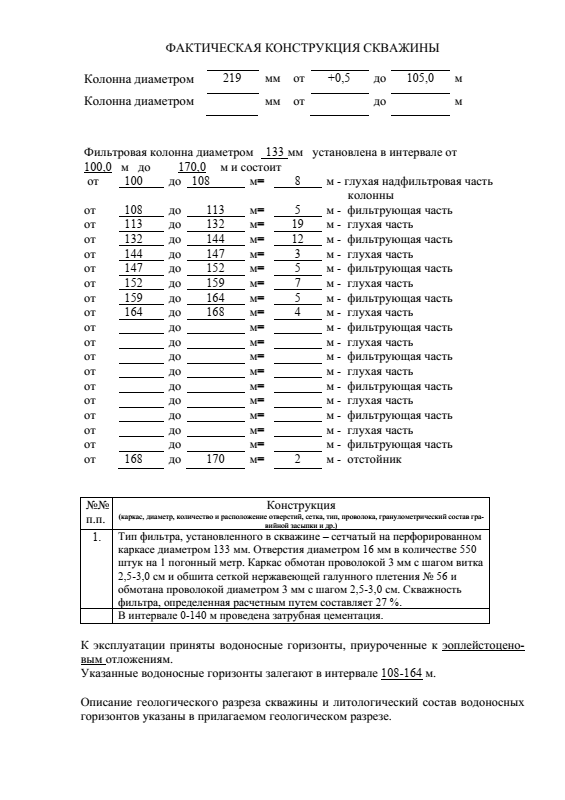 ФАКТИЧЕСКАЯ КОНСТРУКЦИЯ СКВАЖИНЫ
Колонна диаметром 219 мм от +0,5 до 105,0 м
Колонна диаметром мм от до м
Фильтровая колонна диаметром 133 мм установлена в интервале от
100,0 м до 170,0 м и состоит
от 100 до 108 м= 8 м - глухая надфильтровая часть
колонны
от 108 до 113 м= 5 м - фильтрующая часть
от 113 до 132 м= 19 м - глухая часть
от 132 до 144 м= 12 м - фильтрующая часть
от 144 до 147 м= 3 м - глухая часть
от 147 до 152 м= 5 м - фильтрующая часть
от 152 до 159 м= 7 м - глухая часть
от 159 до 164 м= 5 м - фильтрующая часть
от 164 до 168 м= 4 м - глухая часть
от до м= м - фильтрующая часть
от до м= м - глухая часть
от до м= м - фильтрующая часть
от до м= м - глухая часть
от до м= м - фильтрующая часть
от до м= м - глухая часть
от до м= м - фильтрующая часть
от до м= м - глухая часть
от до м= м - фильтрующая часть
от 168 до 170 м= 2 м - отстойник
№№ Конструкция
п.п. (каркас, диаметр, количество и расположение отверстий, сетка, тип, проволока, гранулометрический состав гра-
вийной засыпки и др.)
1. Тип фильтра, установленного в скважине – сетчатый на перфорированном
каркасе диаметром 133 мм. Отверстия диаметром 16 мм в количестве 550
штук на 1 погонный метр. Каркас обмотан проволокой 3 мм с шагом витка
2,5-3,0 см и обшита сеткой нержавеющей галунного плетения № 56 и
обмотана проволокой диаметром 3 мм с шагом 2,5-3,0 см. Скважность
фильтра, определенная расчетным путем составляет 27 %.
В интервале 0-140 м проведена затрубная цементация.
К эксплуатации приняты водоносные горизонты, приуроченные к эоплейстоцено-
вым отложениям.
Указанные водоносные горизонты залегают в интервале 108-164 м.
Описание геологического разреза скважины и литологический состав водоносных
горизонтов указаны в прилагаемом геологическом разрезе.